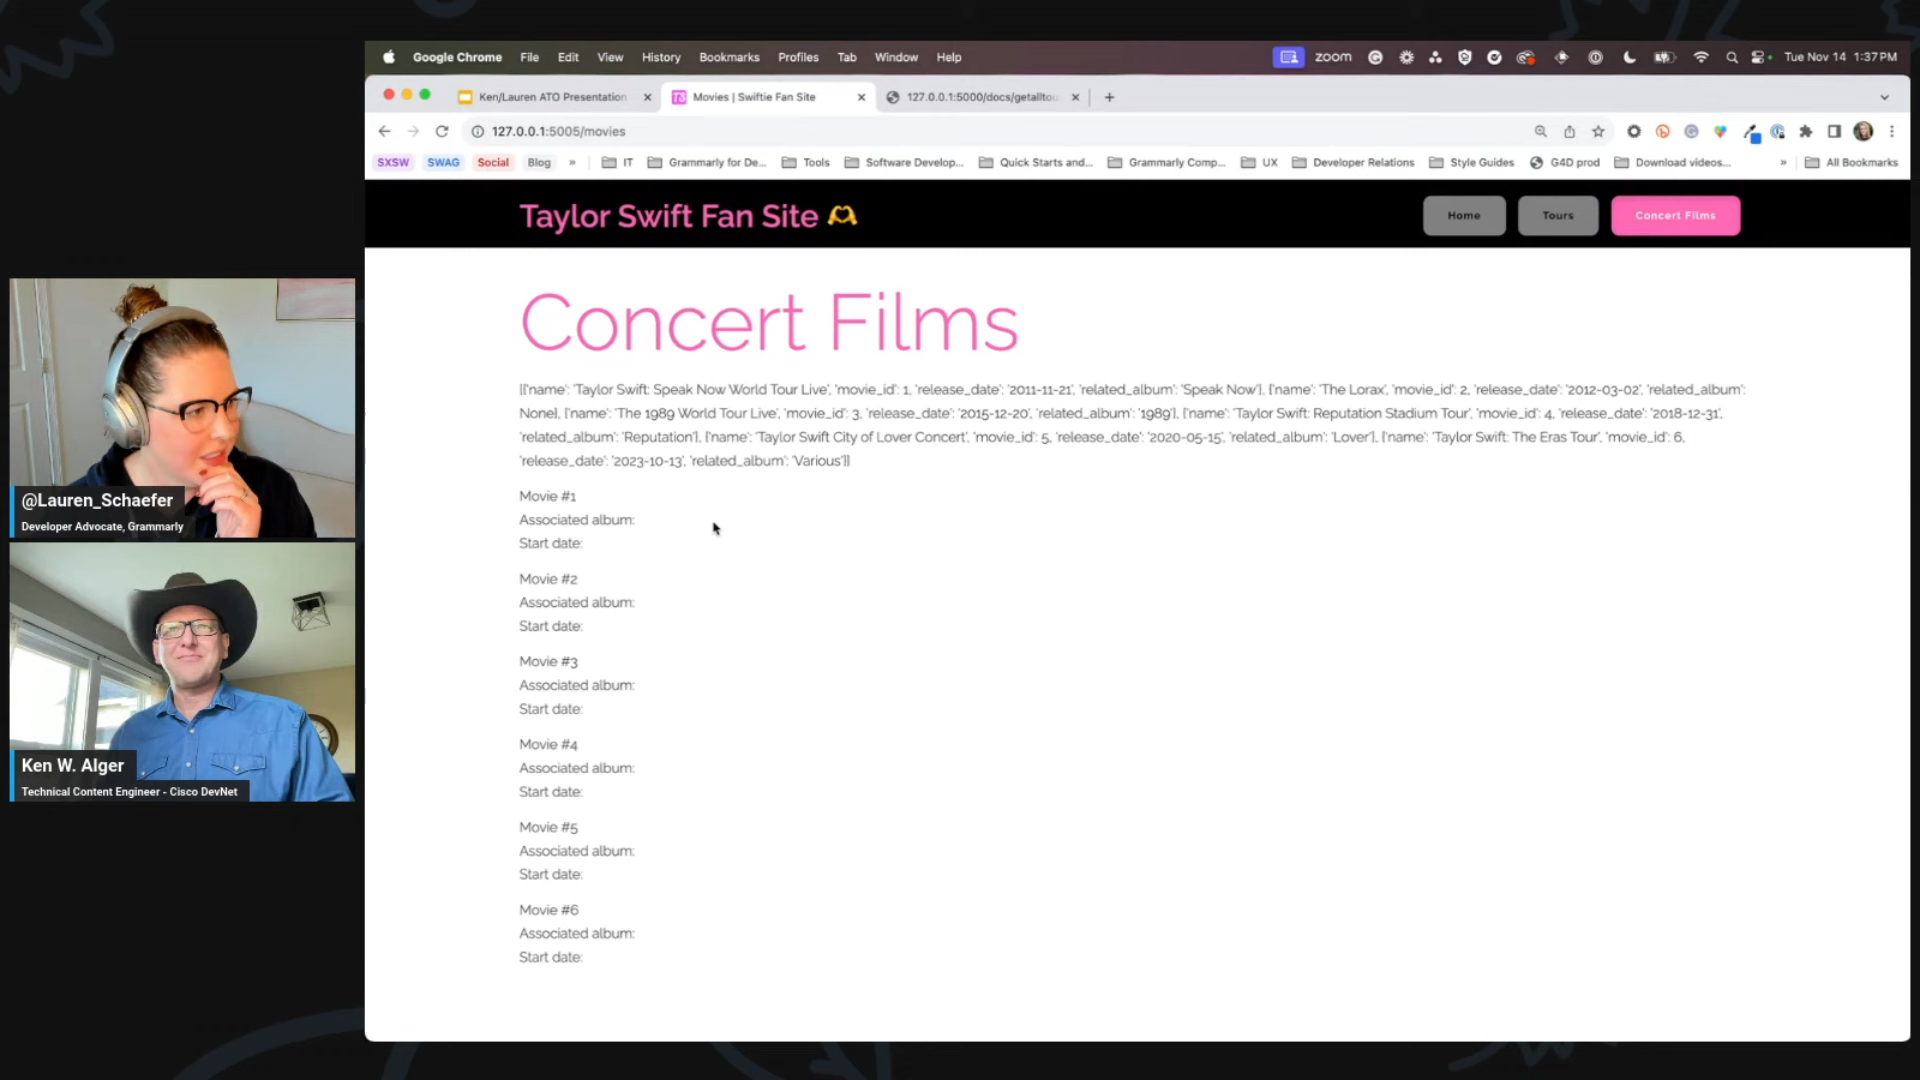 Google Chrome File Edit View History Bookmarks Profiles Tab Window Help
zoom
Tue Nov 14 1:37 PM
Ken/Lauren ATO Presentation
Movies | Swiftie Fan Site
127.0.0.1:5000/docs/getalltou
127.0.0.1:5005/movies
SXSW SWAG Social Blog » IT Grammarly for De... Tools Software Develop... Quick Starts and... Grammarly Comp... UX Developer Relations Style Guides G4D prod Download videos... » All Bookmarks
Taylor Swift Fan Site
Home Tours Concert Films
Concert Films
[{'name': 'Taylor Swift: Speak Now World Tour Live', 'movie_id': 1, 'release_date': '2011-11-21', 'related_album': 'Speak Now'}, {'name': 'The Lorax', 'movie_id': 2, 'release_date': '2012-03-02', 'related_album':
None}, {'name': 'The 1989 World Tour Live', 'movie_id': 3, 'release_date': '2015-12-20', 'related_album': '1989'}, {'name': 'Taylor Swift: Reputation Stadium Tour', 'movie_id': 4, 'release_date': '2018-12-31',
'related_album': 'Reputation'}, {'name': 'Taylor Swift City of Lover Concert', 'movie_id': 5, 'release_date': '2020-05-15', 'related_album': 'Lover'}, {'name': 'Taylor Swift: The Eras Tour', 'movie_id': 6,
'release_date': '2023-10-13', 'related_album': 'Various'}]
Movie #1
Associated album:
Start date:
Movie #2
Associated album:
Start date:
Movie #3
Associated album:
Start date:
Movie #4
Associated album:
Start date:
Movie #5
Associated album:
Start date:
Movie #6
Associated album:
Start date:
@Lauren_Schaefer
Developer Advocate, Grammarly
Ken W. Alger
Technical Content Engineer - Cisco DevNet